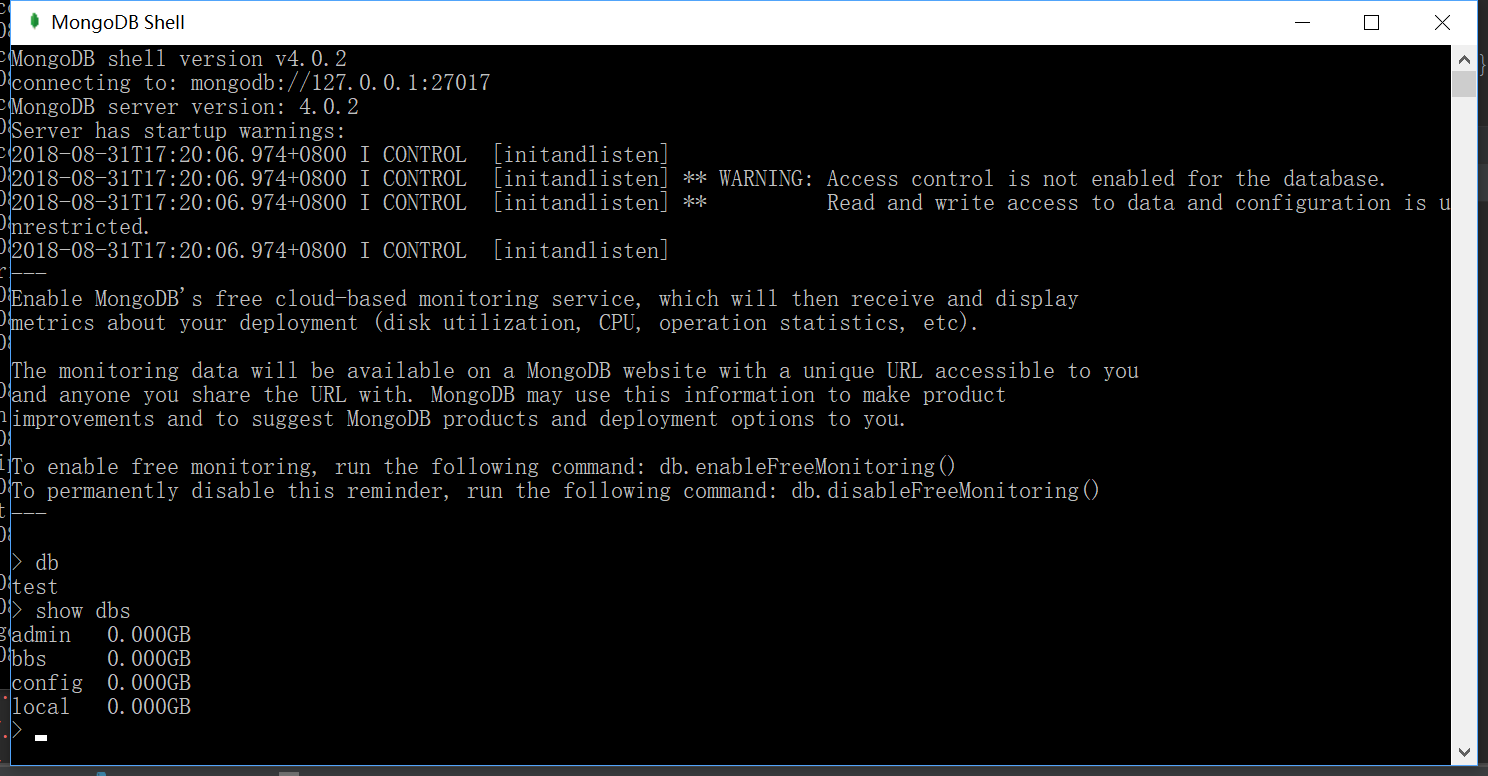 MongoDB Shell
MongoDB shell version v4.0.2
connecting to: mongodb://127.0.0.1:27017
MongoDB server version: 4.0.2
Server has startup warnings:
2018-08-31T17:20:06.974+0800 I CONTROL  [initandlisten]
2018-08-31T17:20:06.974+0800 I CONTROL  [initandlisten] ** WARNING: Access control is not enabled for the database.
2018-08-31T17:20:06.974+0800 I CONTROL  [initandlisten] **          Read and write access to data and configuration is u
nrestricted.
2018-08-31T17:20:06.974+0800 I CONTROL  [initandlisten]
---
Enable MongoDB's free cloud-based monitoring service, which will then receive and display
metrics about your deployment (disk utilization, CPU, operation statistics, etc).

The monitoring data will be available on a MongoDB website with a unique URL accessible to you
and anyone you share the URL with. MongoDB may use this information to make product
improvements and to suggest MongoDB products and deployment options to you.

To enable free monitoring, run the following command: db.enableFreeMonitoring()
To permanently disable this reminder, run the following command: db.disableFreeMonitoring()
---

> db
test
> show dbs
admin   0.000GB
bbs     0.000GB
config  0.000GB
local   0.000GB
>